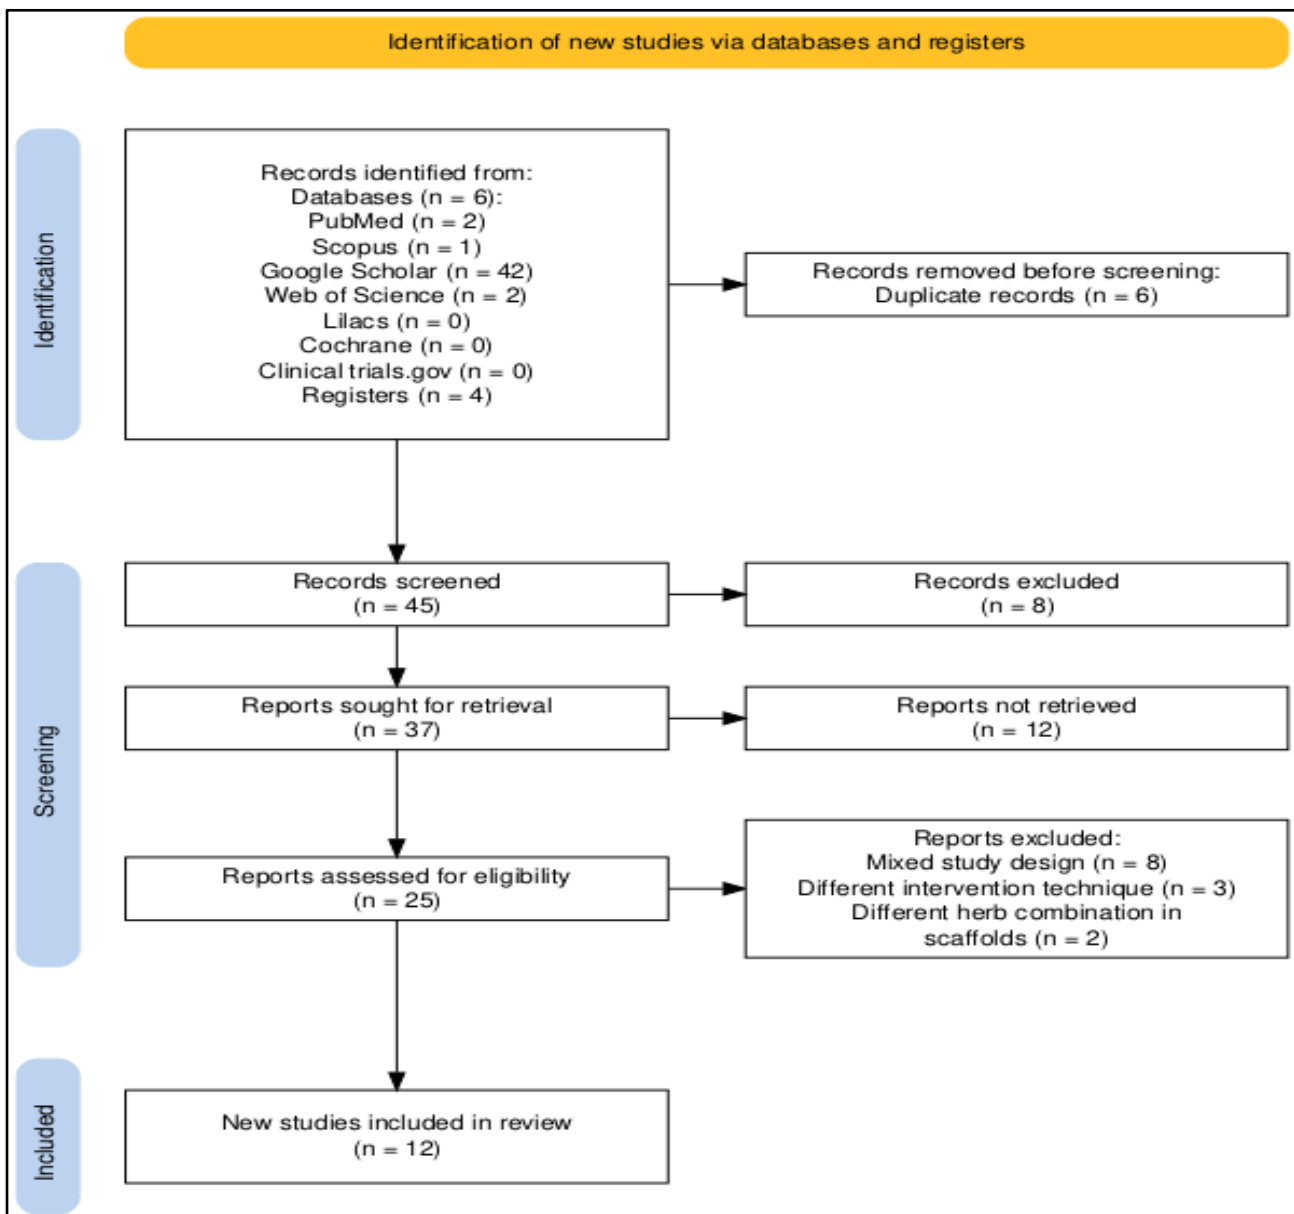 Identification of new studies via databases and registers
Identification
Records identified from:
Databases (n = 6):
PubMed (n = 2)
Scopus (n = 1)
Google Scholar (n = 42)
Web of Science (n = 2)
Lilacs (n = 0)
Cochrane (n = 0)
Clinical trials.gov (n = 0)
Registers (n = 4)
Records removed before screening:
Duplicate records (n = 6)
Screening
Records screened
(n = 45)
Records excluded
(n = 8)
Reports sought for retrieval
(n = 37)
Reports not retrieved
(n = 12)
Reports assessed for eligibility
(n = 25)
Reports excluded:
Mixed study design (n = 8)
Different intervention technique (n = 3)
Different herb combination in
scaffolds (n = 2)
Included
New studies included in review
(n = 12)